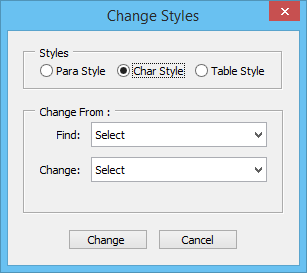 Change Styles
Styles
Para Style Char Style Table Style
Change From :
Find: Select
Change: Select
Change Cancel